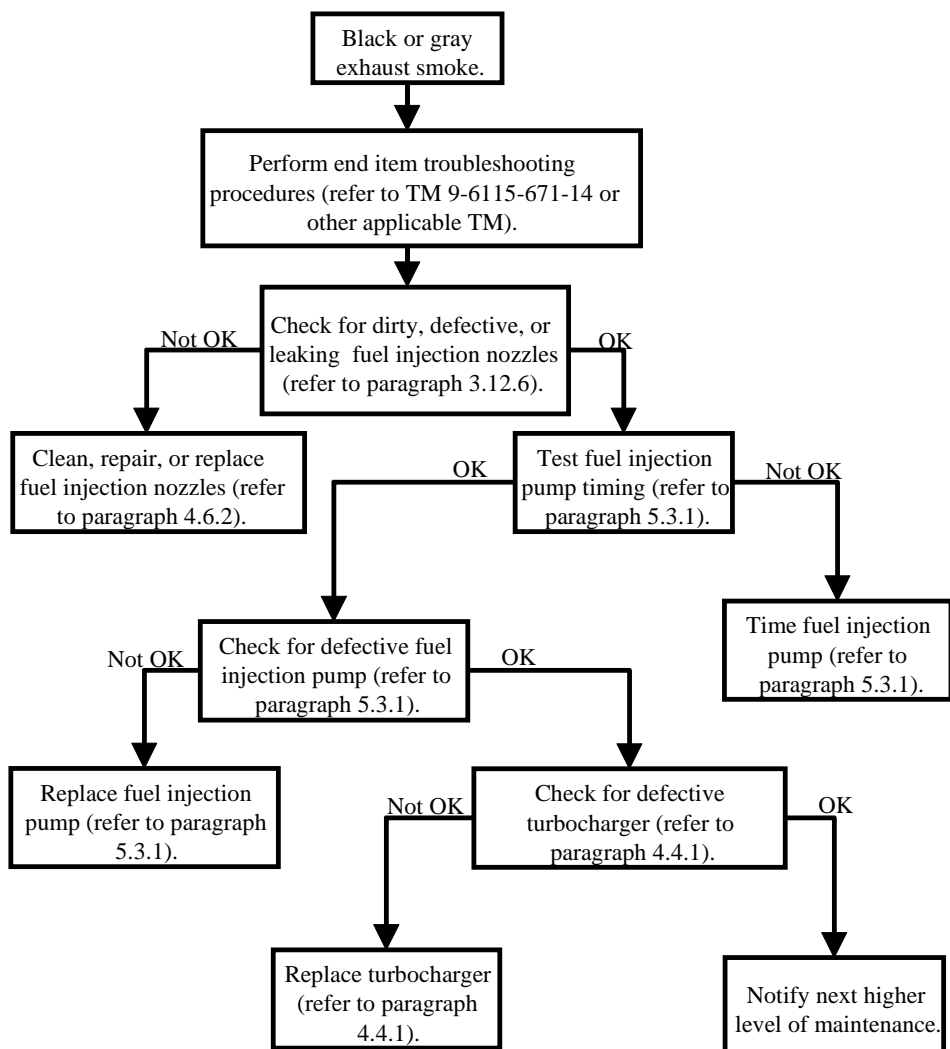 Black or gray
exhaust smoke.
Perform end item troubleshooting
procedures (refer to TM 9-6115-671-14 or
other applicable TM).
Not OK
Check for dirty, defective, or
leaking fuel injection nozzles
(refer to paragraph 3.12.6).
OK
Clean, repair, or replace
fuel injection nozzles (refer
to paragraph 4.6.2).
OK
Test fuel injection
pump timing (refer to
paragraph 5.3.1).
Not OK
Time fuel injection
pump (refer to
paragraph 5.3.1).
Not OK
Check for defective fuel
injection pump (refer to
paragraph 5.3.1).
OK
Replace fuel injection
pump (refer to paragraph
5.3.1).
Not OK
Check for defective
turbocharger (refer to
paragraph 4.4.1).
OK
Replace turbocharger
(refer to paragraph
4.4.1).
Notify next higher
level of maintenance.